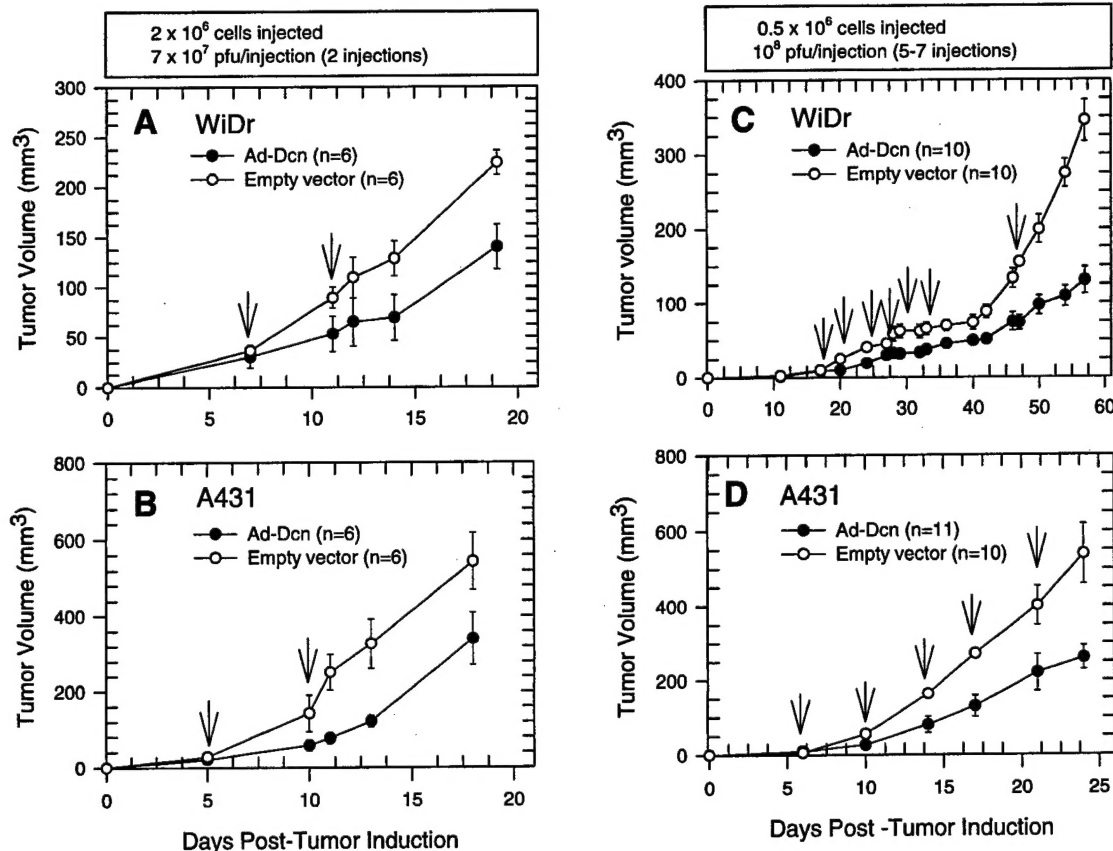 2 x 10⁶ cells injected
7 x 10⁷ pfu/injection (2 injections)
0.5 x 10⁶ cells injected
10⁸ pfu/injection (5-7 injections)
A WiDr
Ad-Dcn (n=6)
Empty vector (n=6)
Tumor Volume (mm³)
300
250
200
150
100
50
0
0 5 10 15 20
C WiDr
Ad-Dcn (n=10)
Empty vector (n=10)
Tumor Volume (mm³)
400
300
200
100
0
0 10 20 30 40 50 60
B A431
Ad-Dcn (n=6)
Empty vector (n=6)
Tumor Volume (mm³)
800
600
400
200
0
0 5 10 15 20
Days Post-Tumor Induction
D A431
Ad-Dcn (n=11)
Empty vector (n=10)
Tumor Volume (mm³)
800
600
400
200
0
0 5 10 15 20 25
Days Post -Tumor Induction